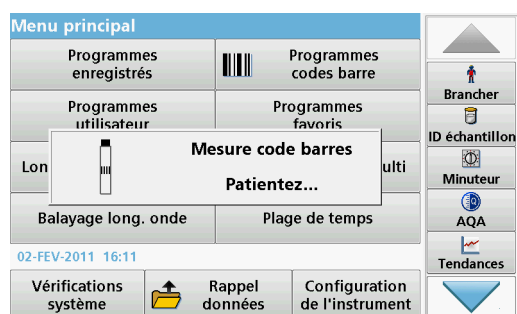 Menu principal
Programmes
enregistrés
Programmes
codes barre
Programmes
utilisateur
Programmes
favoris
Mesure code barres
Patientez...
Lon
ulti
Balayage long. onde
Plage de temps
02-FEV-2011 16:11
Vérifications
système
Rappel
données
Configuration
de l'instrument
Brancher
ID échantillon
Minuteur
AQA
Tendances